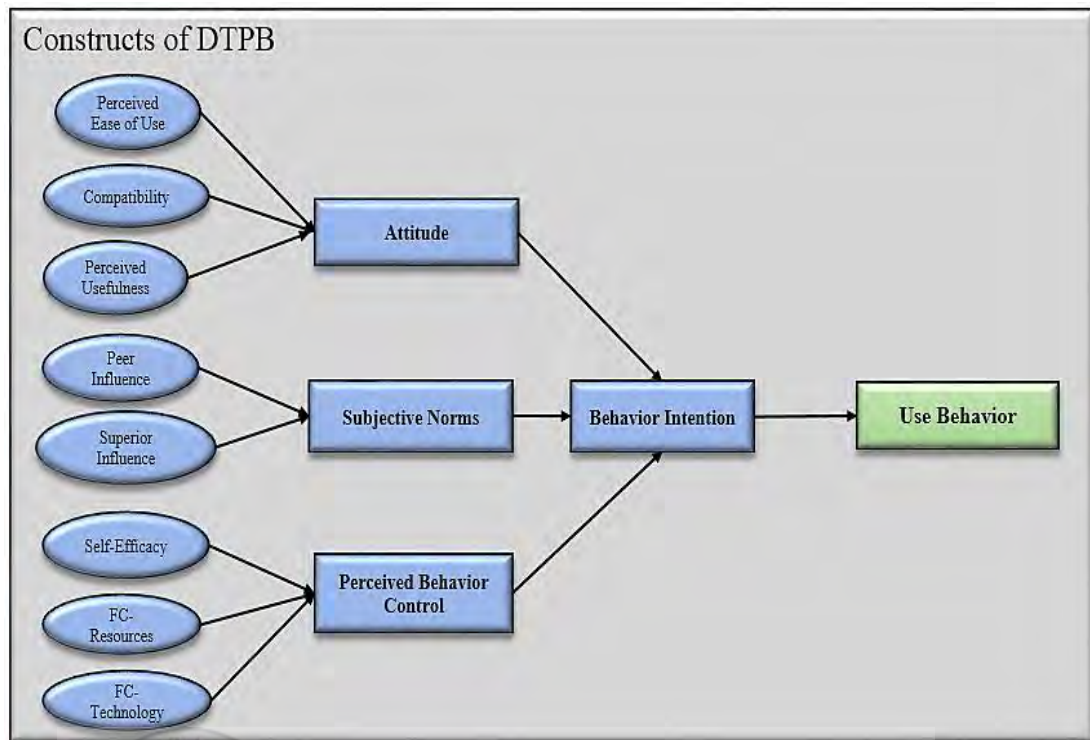 Constructs of DTPB
Perceived
Ease of Use
Compatibility
Perceived
Usefulness
Attitude
Peer
Influence
Superior
Influence
Subjective Norms
Behavior Intention
Use Behavior
Self-Efficacy
FC-
Resources
FC-
Technology
Perceived Behavior
Control